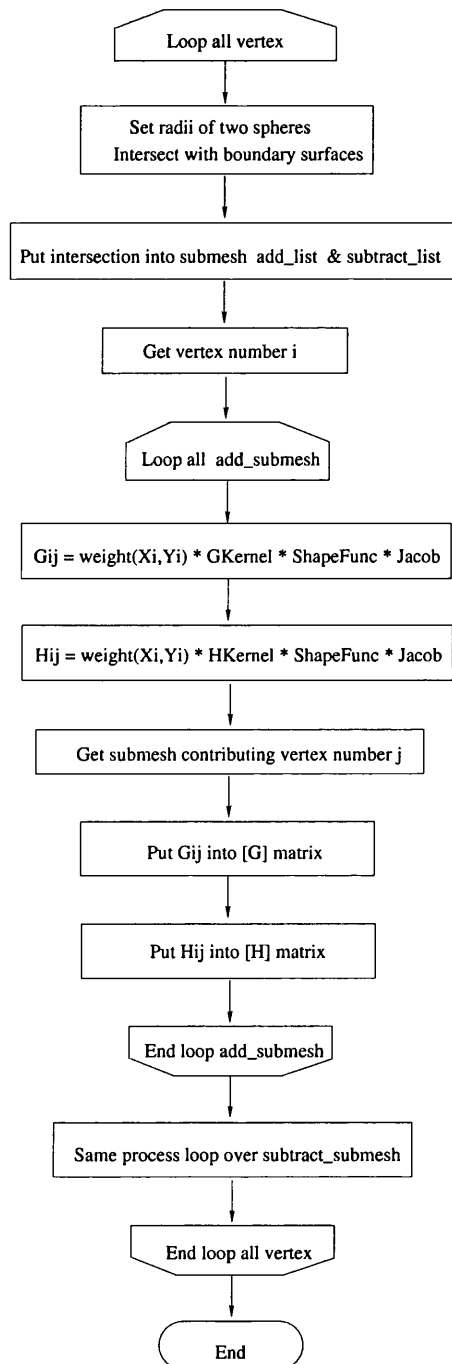 Loop all vertex
Set radii of two spheres
Intersect with boundary surfaces
Put intersection into submesh add_list & subtract_list
Get vertex number i
Loop all add_submesh
Gij = weight(Xi,Yi) * GKernel * ShapeFunc * Jacob
Hij = weight(Xi,Yi) * HKernel * ShapeFunc * Jacob
Get submesh contributing vertex number j
Put Gij into [G] matrix
Put Hij into [H] matrix
End loop add_submesh
Same process loop over subtract_submesh
End loop all vertex
End